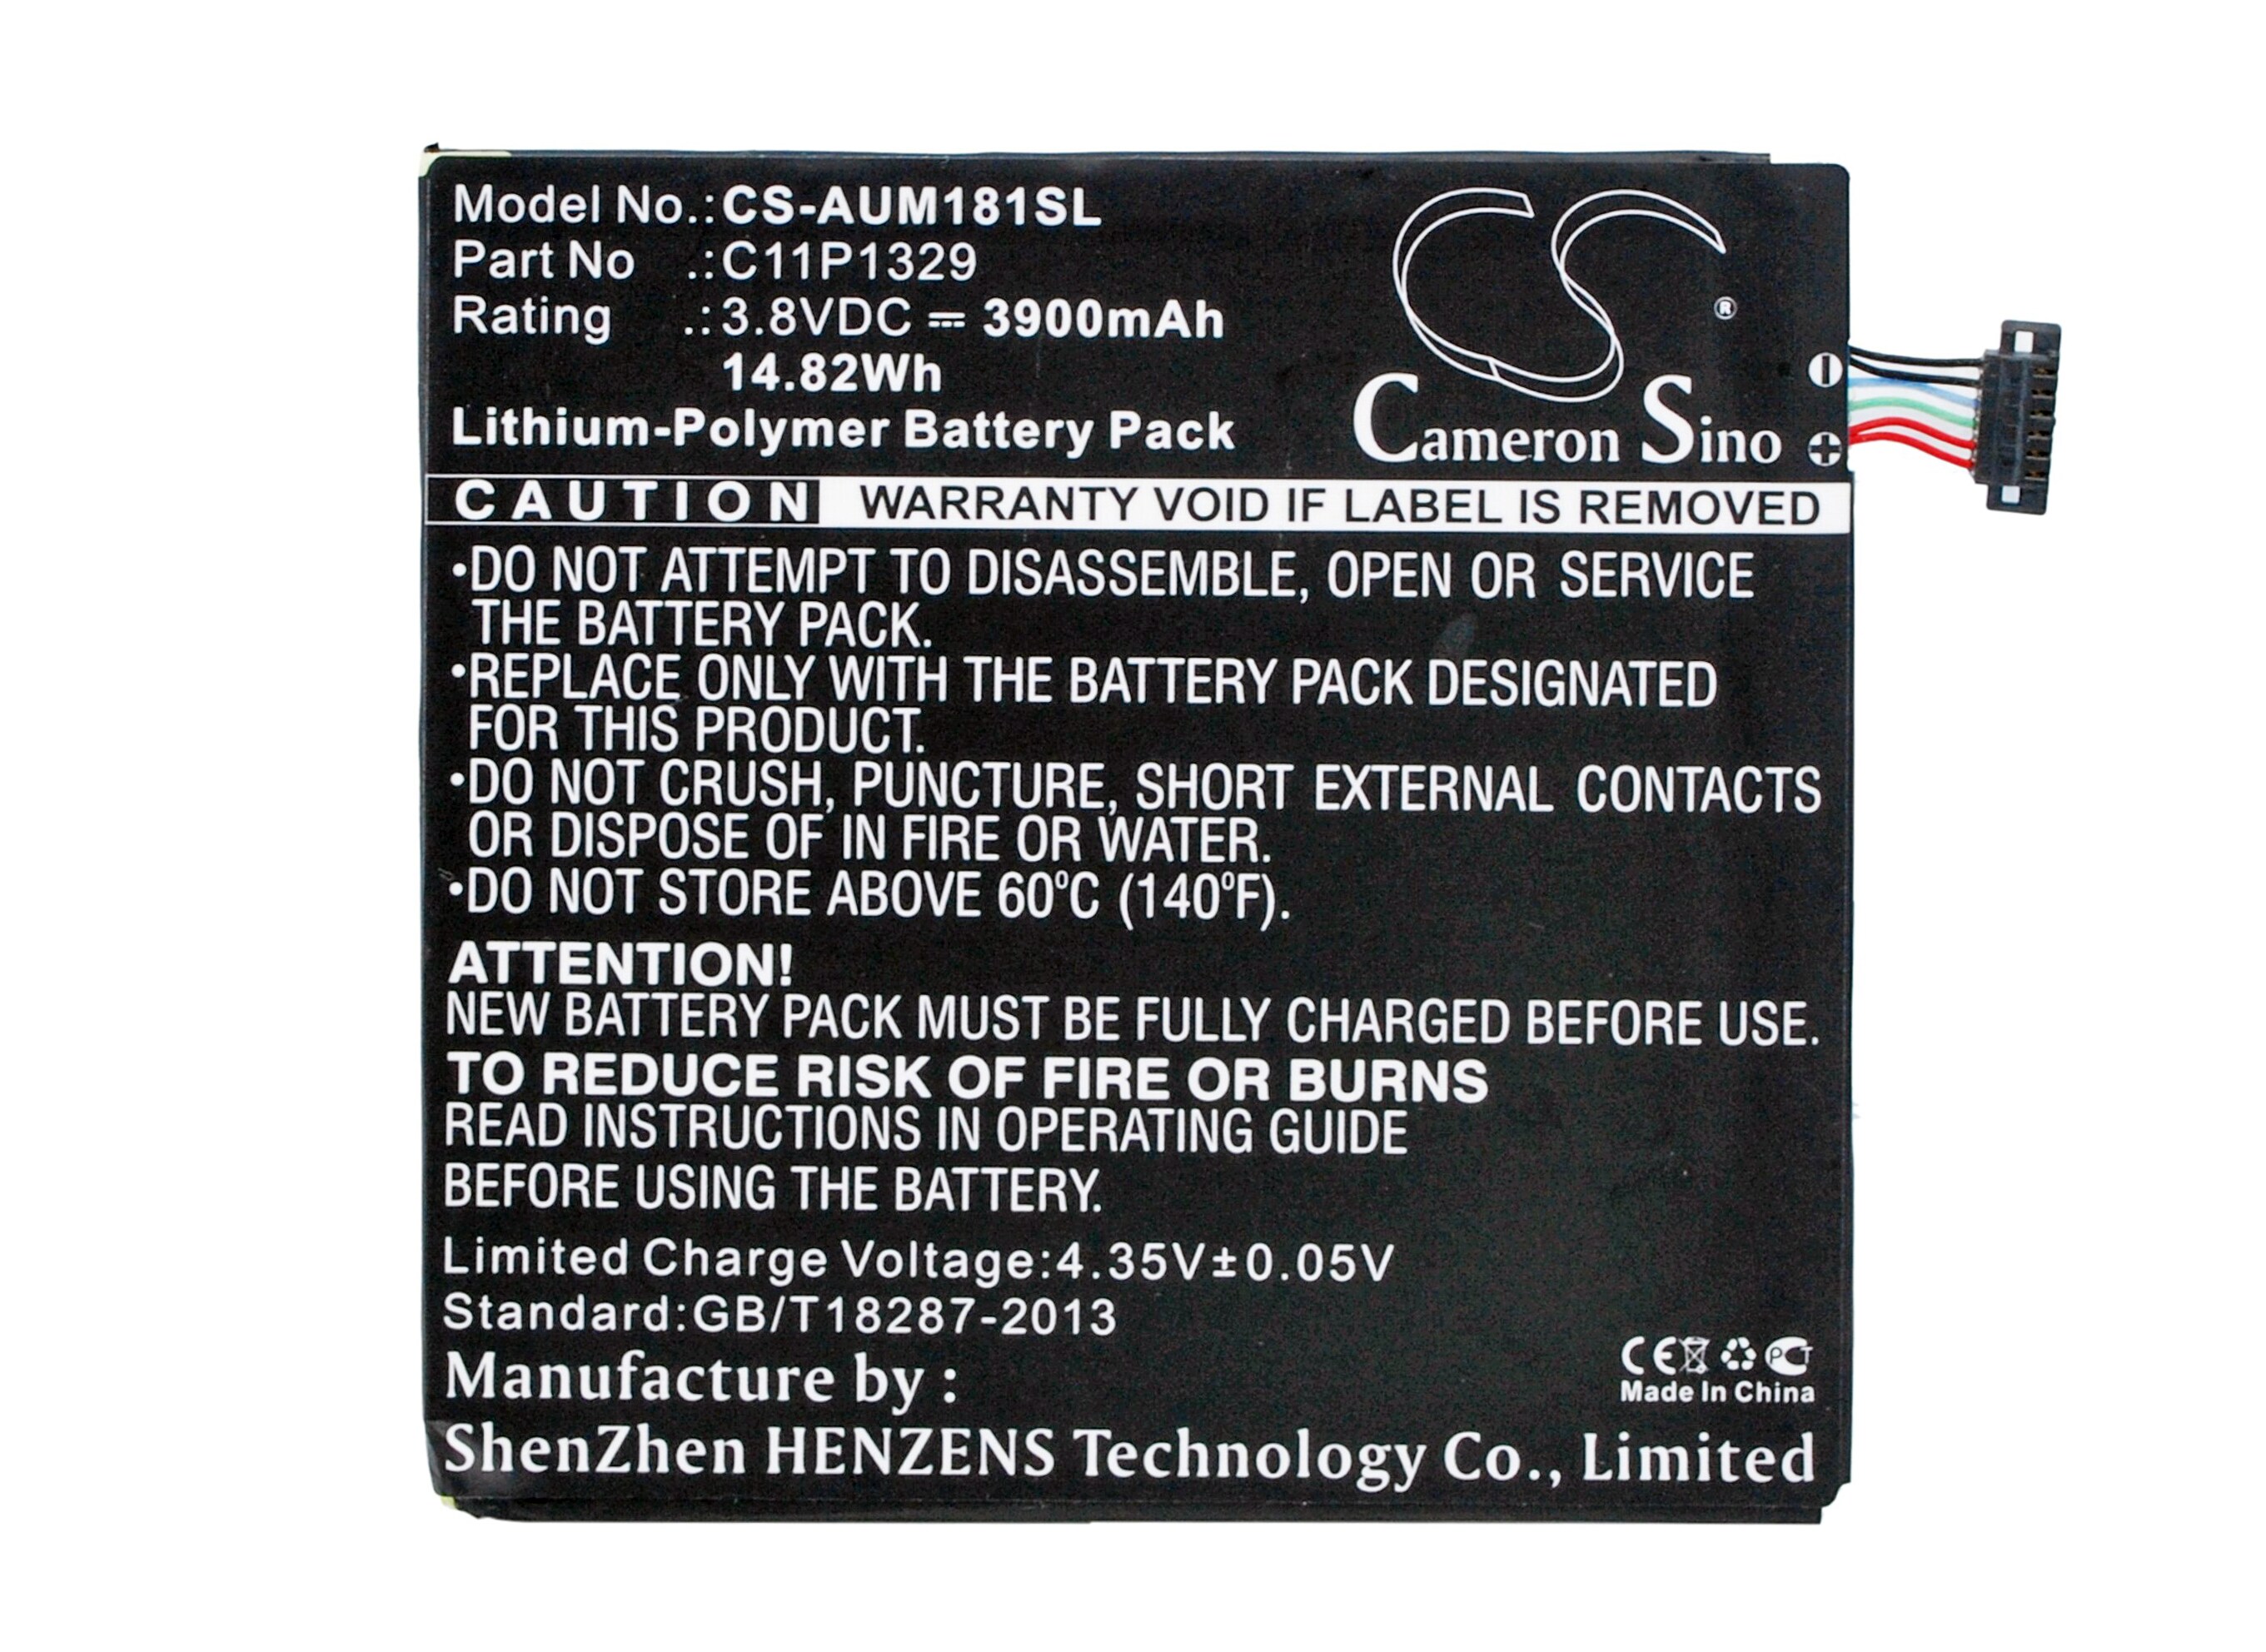 Model No.:CS-AUM181SL
Part No .:C11P1329
Rating .:3.8VDC ⎓ 3900mAh
14.82Wh
Lithium-Polymer Battery Pack
CS ®
Cameron Sino
CAUTION WARRANTY VOID IF LABEL IS REMOVED
•DO NOT ATTEMPT TO DISASSEMBLE, OPEN OR SERVICE
THE BATTERY PACK.
•REPLACE ONLY WITH THE BATTERY PACK DESIGNATED
FOR THIS PRODUCT.
•DO NOT CRUSH, PUNCTURE, SHORT EXTERNAL CONTACTS
OR DISPOSE OF IN FIRE OR WATER.
•DO NOT STORE ABOVE 60ºC (140ºF).
ATTENTION!
NEW BATTERY PACK MUST BE FULLY CHARGED BEFORE USE.
TO REDUCE RISK OF FIRE OR BURNS
READ INSTRUCTIONS IN OPERATING GUIDE
BEFORE USING THE BATTERY.
Limited Charge Voltage:4.35V±0.05V
Standard:GB/T18287-2013
CE PCT
Made In China
Manufacture by :
ShenZhen HENZENS Technology Co., Limited